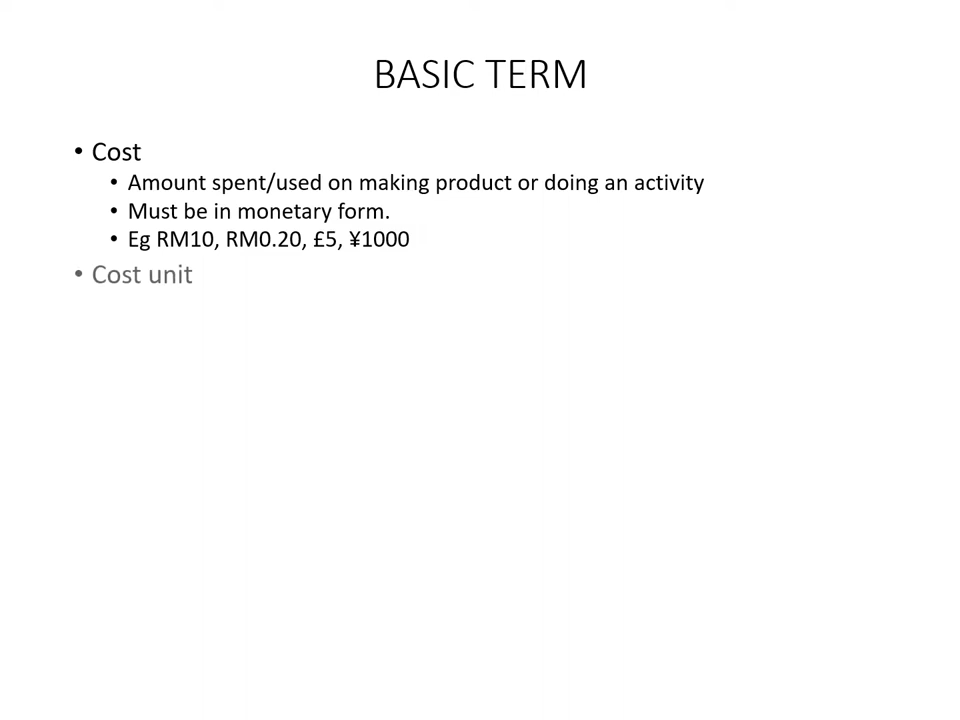 BASIC TERM
• Cost
• Amount spent/used on making product or doing an activity
• Must be in monetary form.
• Eg RM10, RM0.20, £5, ¥1000
• Cost unit